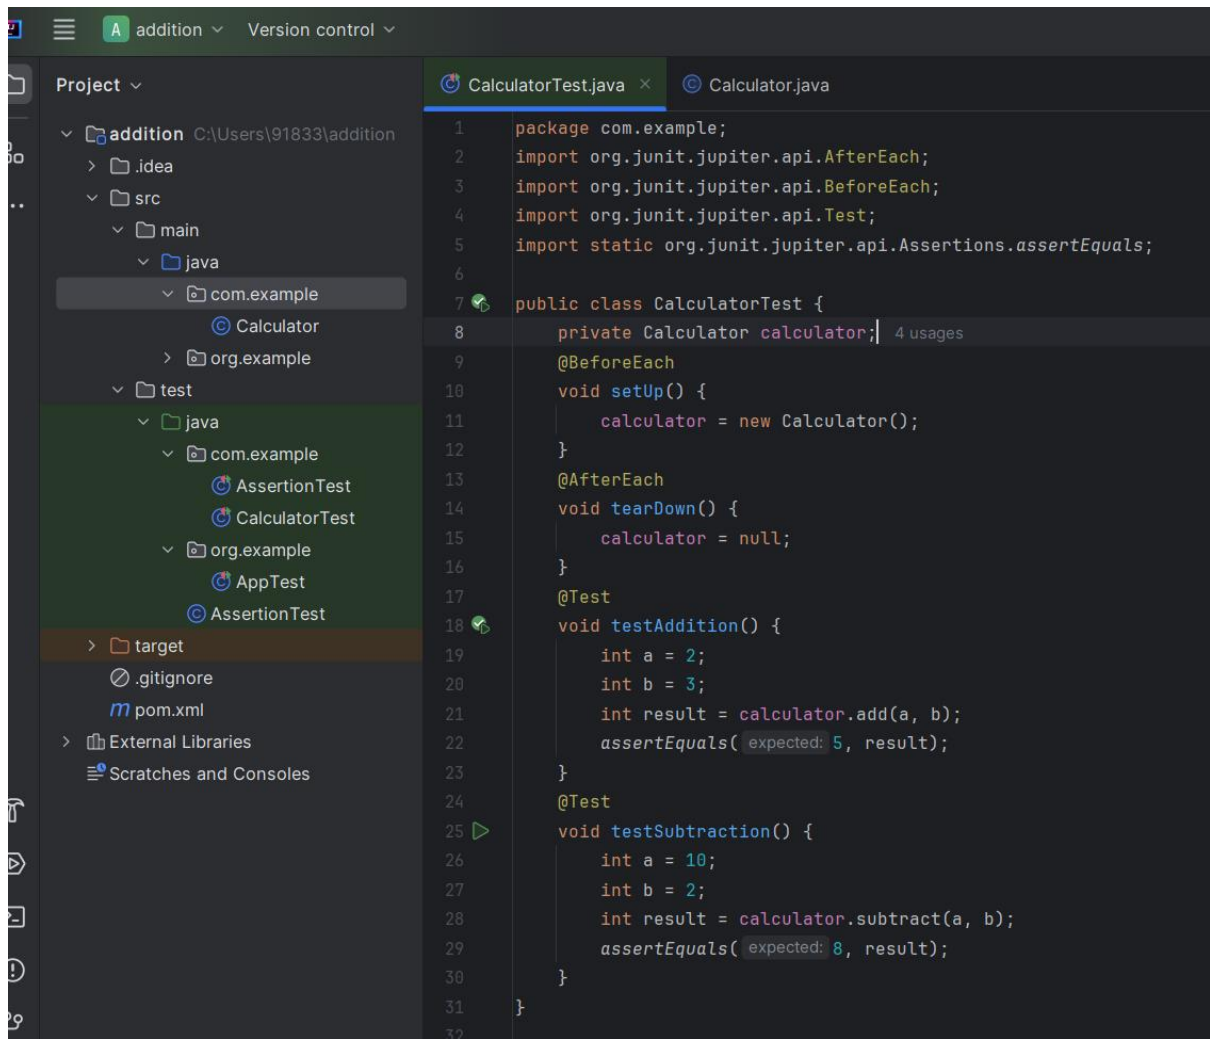 A addition Version control
Project
addition C:\Users\91833\addition
.idea
src
main
java
com.example
Calculator
org.example
test
java
com.example
AssertionTest
CalculatorTest
org.example
AppTest
AssertionTest
target
.gitignore
m pom.xml
External Libraries
Scratches and Consoles
CalculatorTest.java Calculator.java
1 package com.example;
2 import org.junit.jupiter.api.AfterEach;
3 import org.junit.jupiter.api.BeforeEach;
4 import org.junit.jupiter.api.Test;
5 import static org.junit.jupiter.api.Assertions.assertEquals;
6
7 public class CalculatorTest {
8 private Calculator calculator; 4 usages
9 @BeforeEach
10 void setUp() {
11 calculator = new Calculator();
12 }
13 @AfterEach
14 void tearDown() {
15 calculator = null;
16 }
17 @Test
18 void testAddition() {
19 int a = 2;
20 int b = 3;
21 int result = calculator.add(a, b);
22 assertEquals( expected: 5, result);
23 }
24 @Test
25 void testSubtraction() {
26 int a = 10;
27 int b = 2;
28 int result = calculator.subtract(a, b);
29 assertEquals( expected: 8, result);
30 }
31 }
32